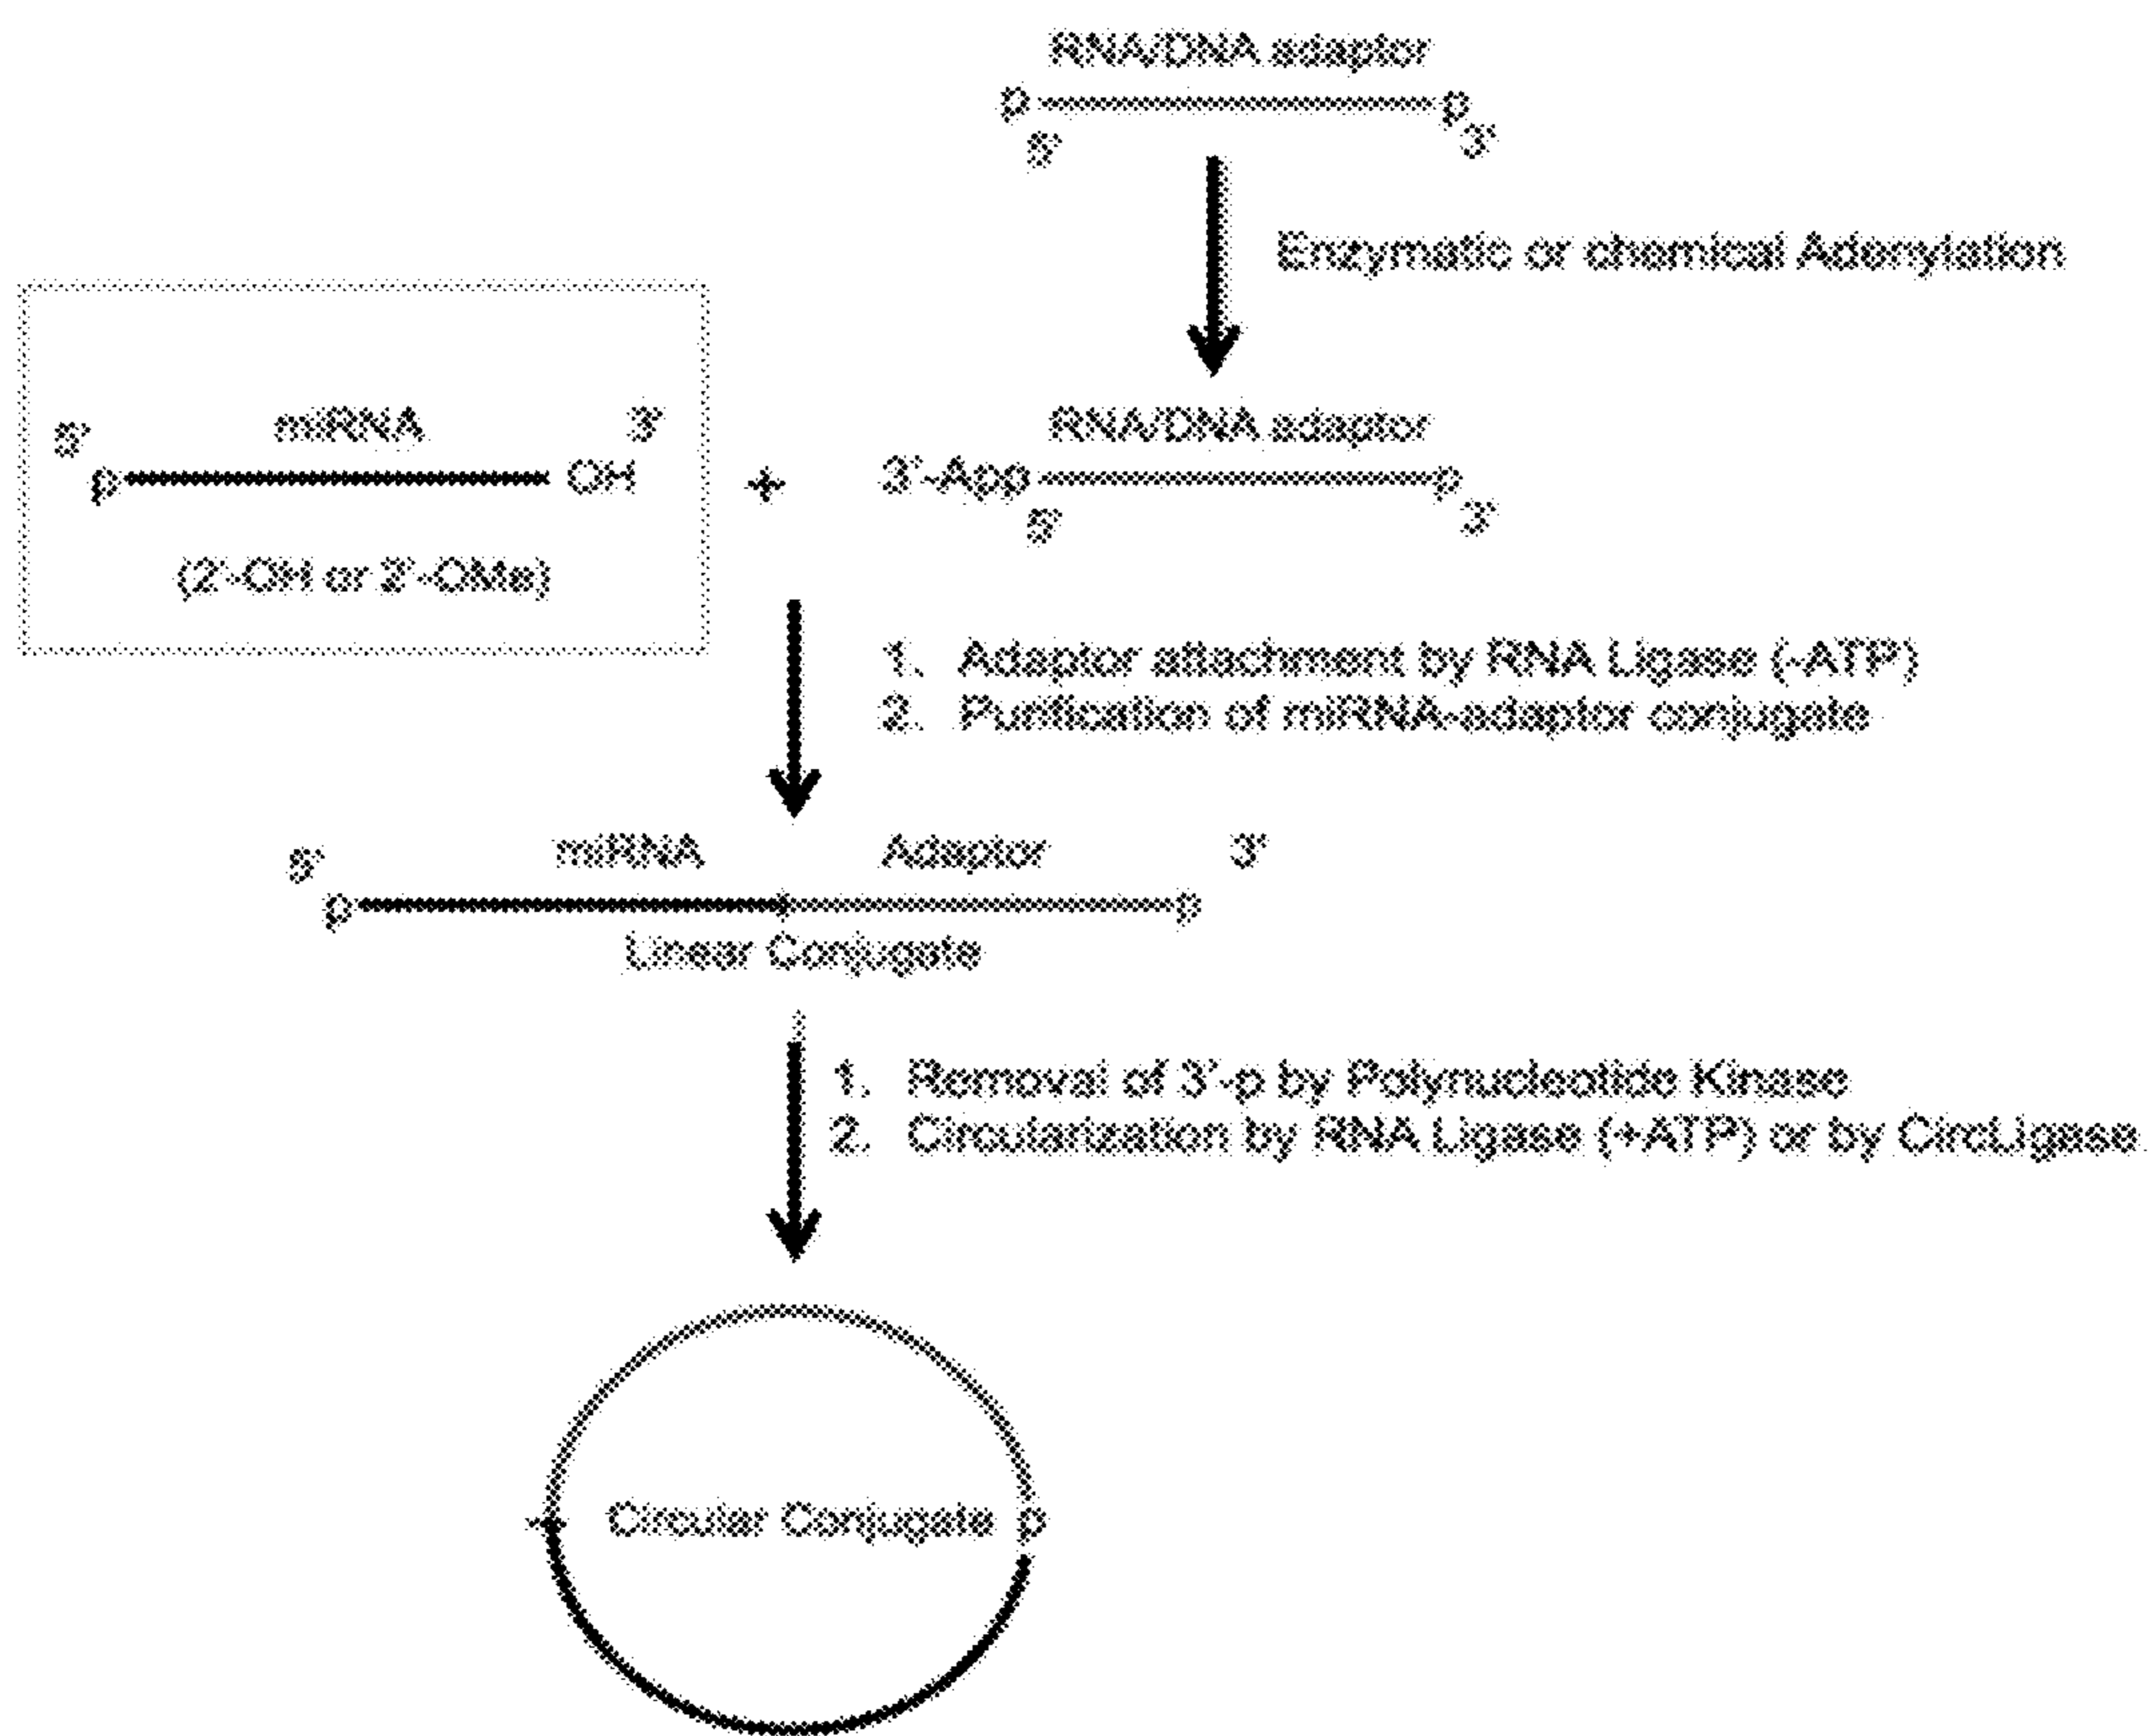 RNA/DNA adaptor
p p
5' 3'
Enzymatic or chemical Adenylation
5' miRNA 3'
p OH
(2'-OH or 2'-OMe)
+
RNA/DNA adaptor
3'-App p
5' 3'
1. Adaptor attachment by RNA Ligase (-ATP)
2. Purification of miRNA-adaptor conjugate
5' miRNA Adaptor 3'
p p
Linear Conjugate
1. Removal of 3'-p by Polynucleotide Kinase
2. Circularization by RNA Ligase (+ATP) or by CircLigase
Circular Conjugate p